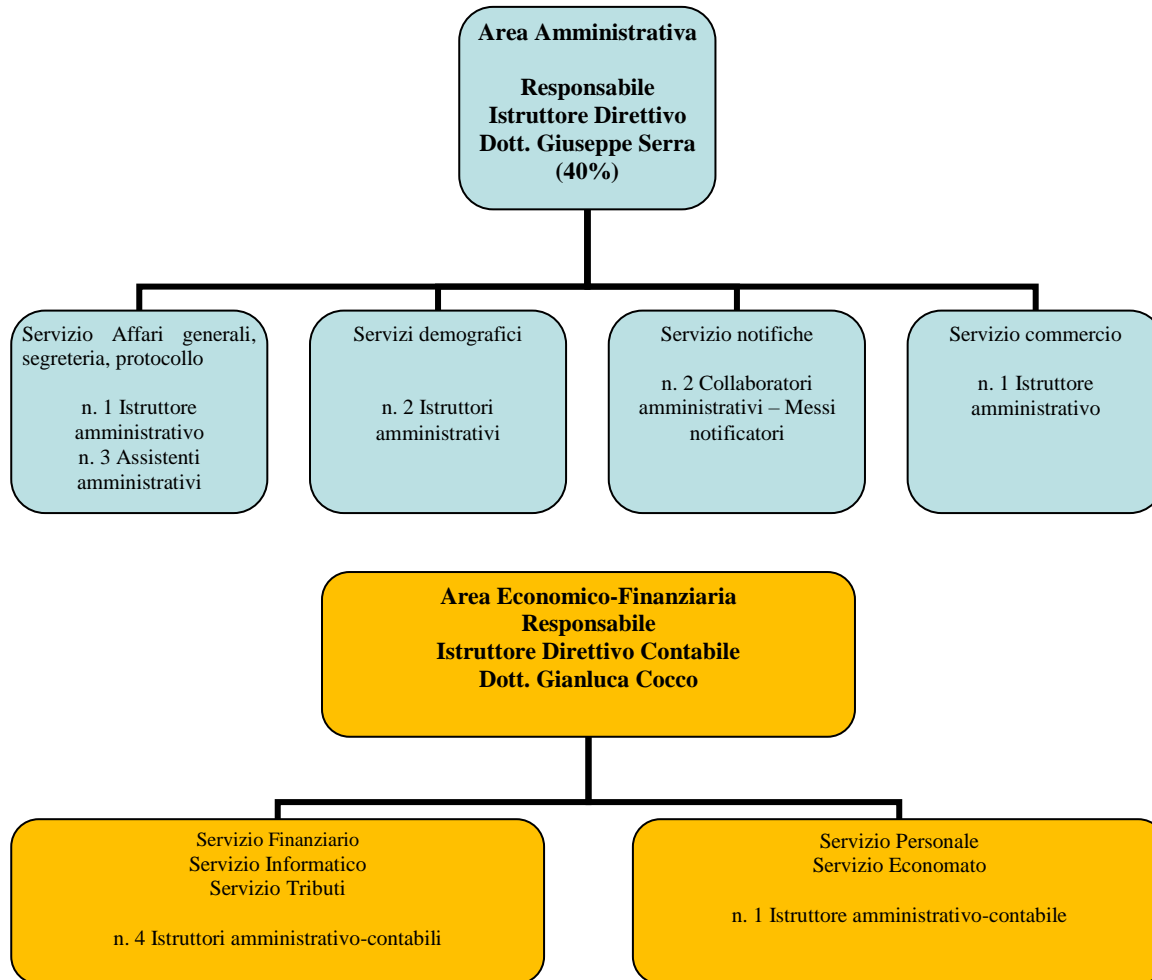 Area Amministrativa
Responsabile
Istruttore Direttivo
Dott. Giuseppe Serra
(40%)
Servizio Affari generali,
segreteria, protocollo
n. 1 Istruttore
amministrativo
n. 3 Assistenti
amministrativi
Servizi demografici
n. 2 Istruttori
amministrativi
Servizio notifiche
n. 2 Collaboratori
amministrativi – Messi
notificatori
Servizio commercio
n. 1 Istruttore
amministrativo
Area Economico-Finanziaria
Responsabile
Istruttore Direttivo Contabile
Dott. Gianluca Cocco
Servizio Finanziario
Servizio Informatico
Servizio Tributi
n. 4 Istruttori amministrativo-contabili
Servizio Personale
Servizio Economato
n. 1 Istruttore amministrativo-contabile